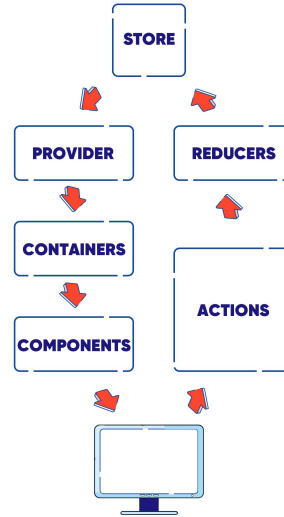 STORE
PROVIDER
REDUCERS
CONTAINERS
ACTIONS
COMPONENTS